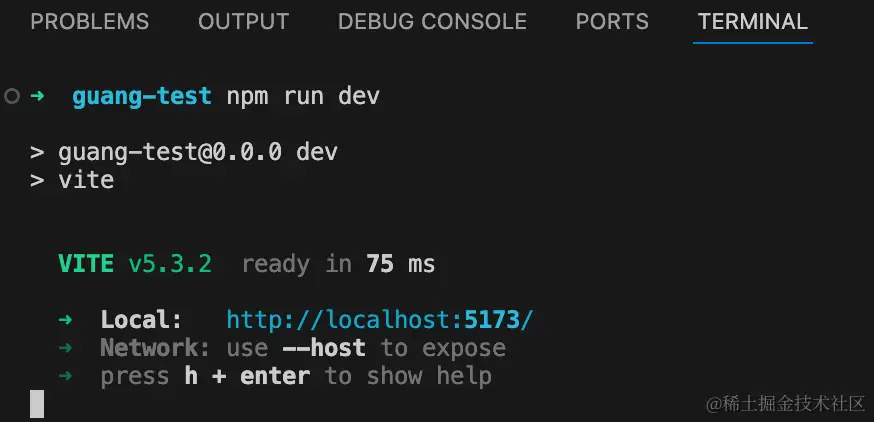 PROBLEMS OUTPUT DEBUG CONSOLE PORTS TERMINAL
➜ guang-test npm run dev
> guang-test@0.0.0 dev
> vite
VITE v5.3.2 ready in 75 ms
➜ Local: http://localhost:5173/
➜ Network: use --host to expose
➜ press h + enter to show help
@稀土掘金技术社区